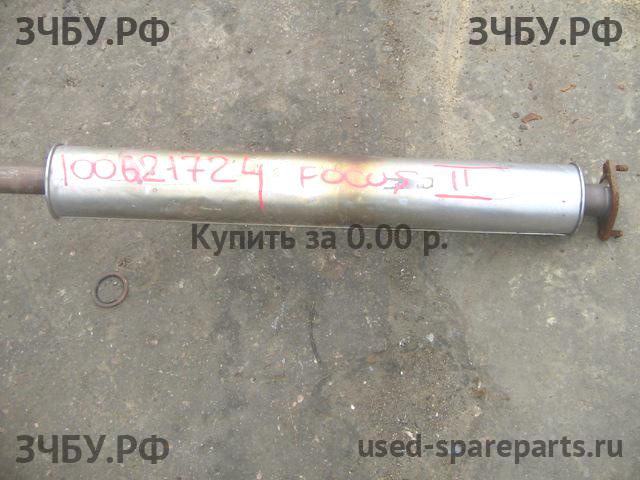 ЗЧБУ.РФ ЗЧБУ.РФ
100621724 FOCUS II
Купить за 0.00 р.
ЗЧБУ.РФ used-spareparts.ru